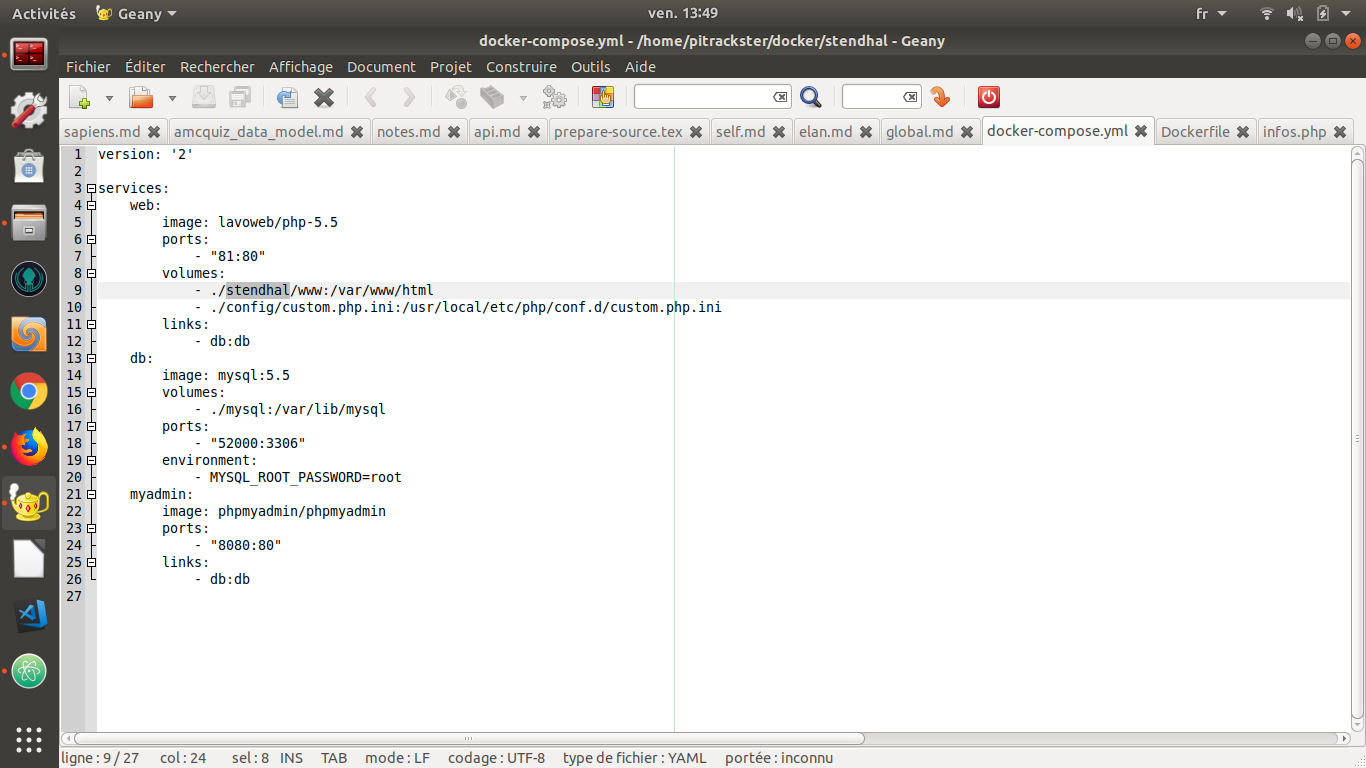 Activités Geany ven. 13:49 fr
docker-compose.yml - /home/pitrackster/docker/stendhal - Geany
Fichier Éditer Rechercher Affichage Document Projet Construire Outils Aide
sapiens.md amcquiz_data_model.md notes.md api.md prepare-source.tex self.md elan.md global.md docker-compose.yml Dockerfile infos.php
1 version: '2'
2
3 services:
4 web:
5 image: lavoweb/php-5.5
6 ports:
7 - "81:80"
8 volumes:
9 - ./stendhal/www:/var/www/html
10 - ./config/custom.php.ini:/usr/local/etc/php/conf.d/custom.php.ini
11 links:
12 - db:db
13 db:
14 image: mysql:5.5
15 volumes:
16 - ./mysql:/var/lib/mysql
17 ports:
18 - "52000:3306"
19 environment:
20 - MYSQL_ROOT_PASSWORD=root
21 myadmin:
22 image: phpmyadmin/phpmyadmin
23 ports:
24 - "8080:80"
25 links:
26 - db:db
27
ligne : 9 / 27 col : 24 sel : 8 INS TAB mode : LF codage : UTF-8 type de fichier : YAML portée : inconnu